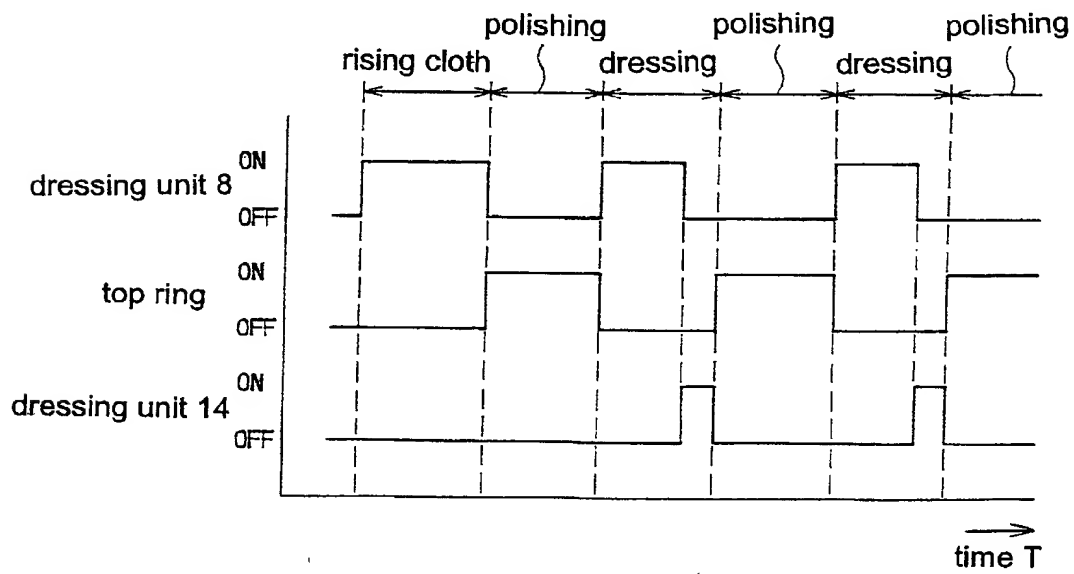 polishing polishing polishing
rising cloth dressing dressing
ON
dressing unit 8
OFF
ON
top ring
OFF
ON
dressing unit 14
OFF
time T